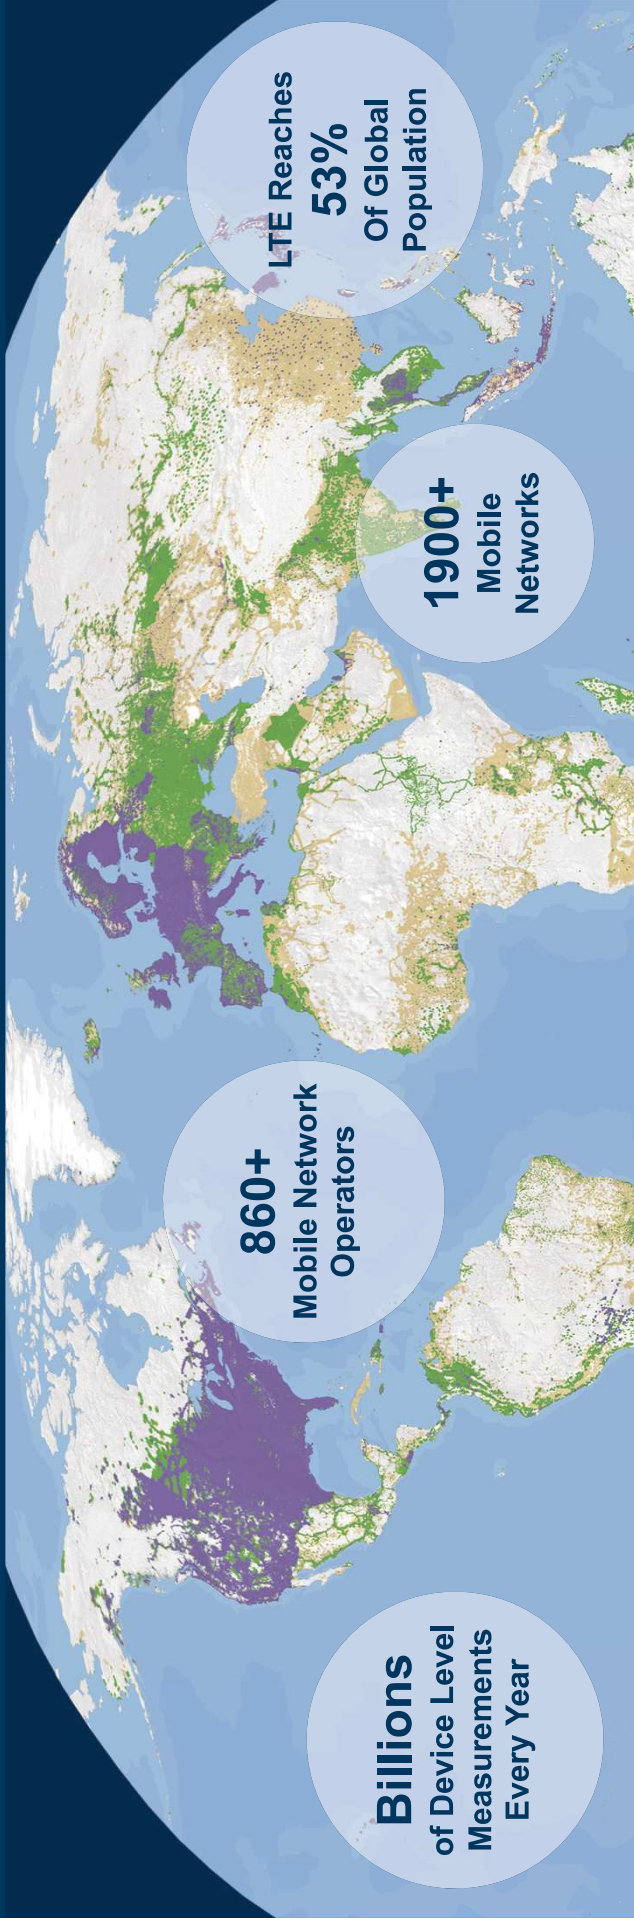 Billions
of Device Level
Measurements
Every Year
860+
Mobile Network
Operators
1900+
Mobile
Networks
LTE Reaches
53%
Of Global
Population